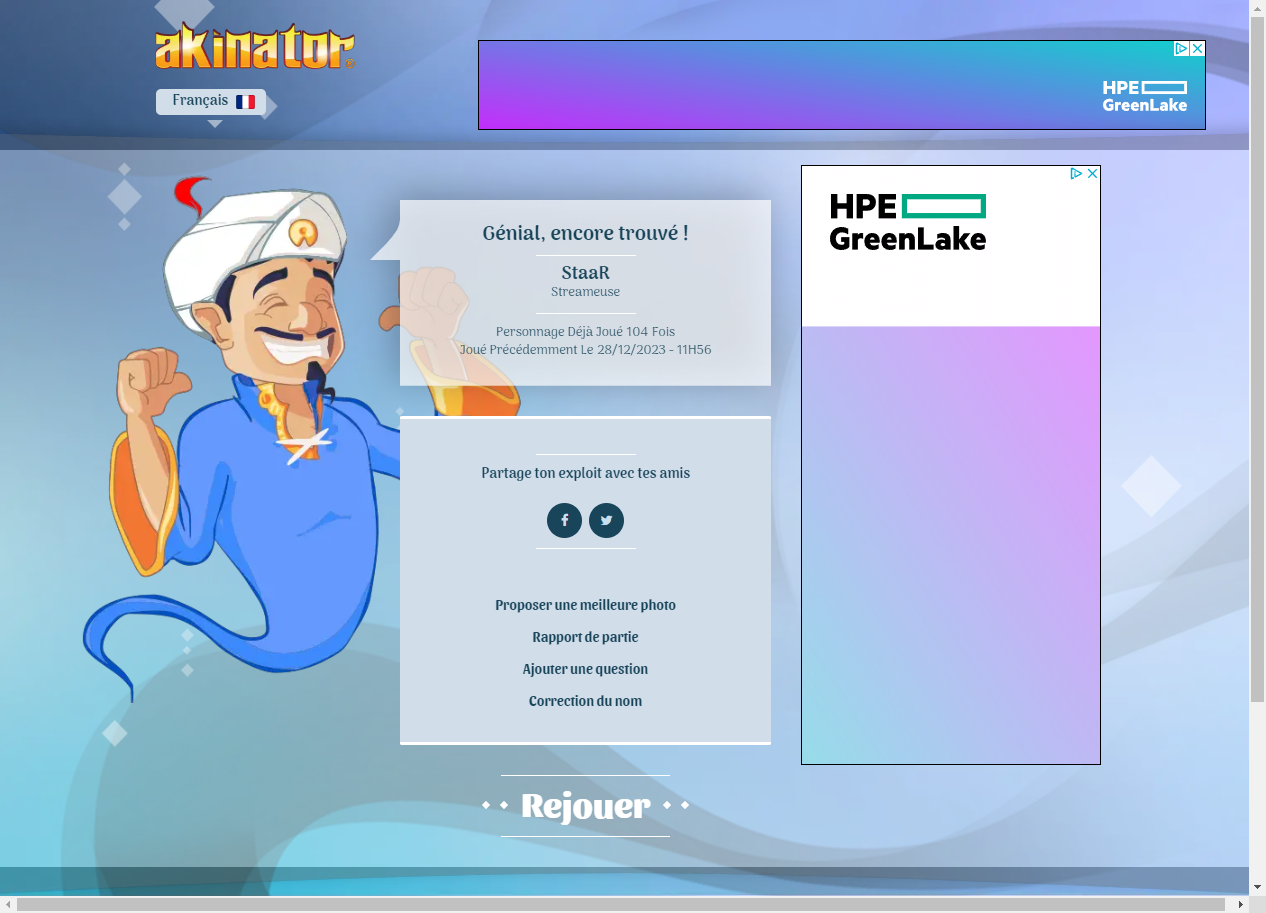 akinator
Français
HPE
GreenLake
HPE
GreenLake
Génial, encore trouvé !
StaaR
Streameuse
Personnage Déjà Joué 104 Fois
Joué Précédemment Le 28/12/2023 - 11H56
Partage ton exploit avec tes amis
Proposer une meilleure photo
Rapport de partie
Ajouter une question
Correction du nom
Rejouer